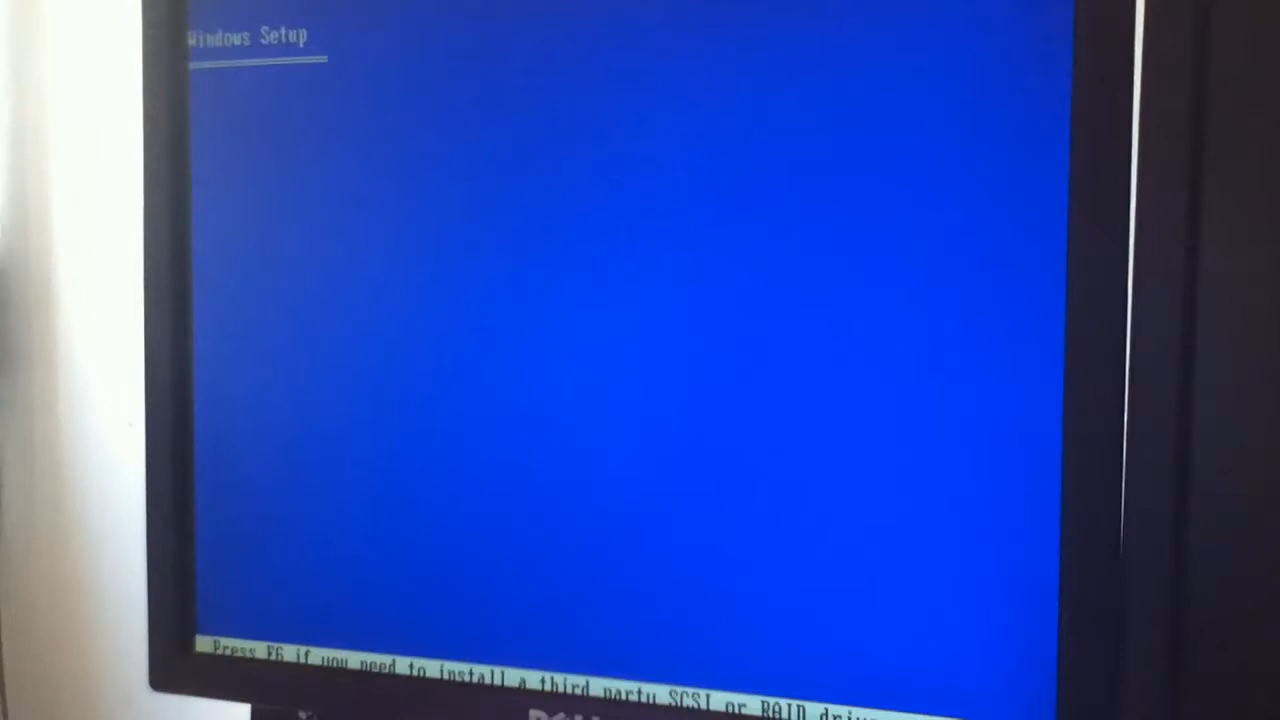 Windows Setup
Press F6 if you need to install a third party SCSI or RAID